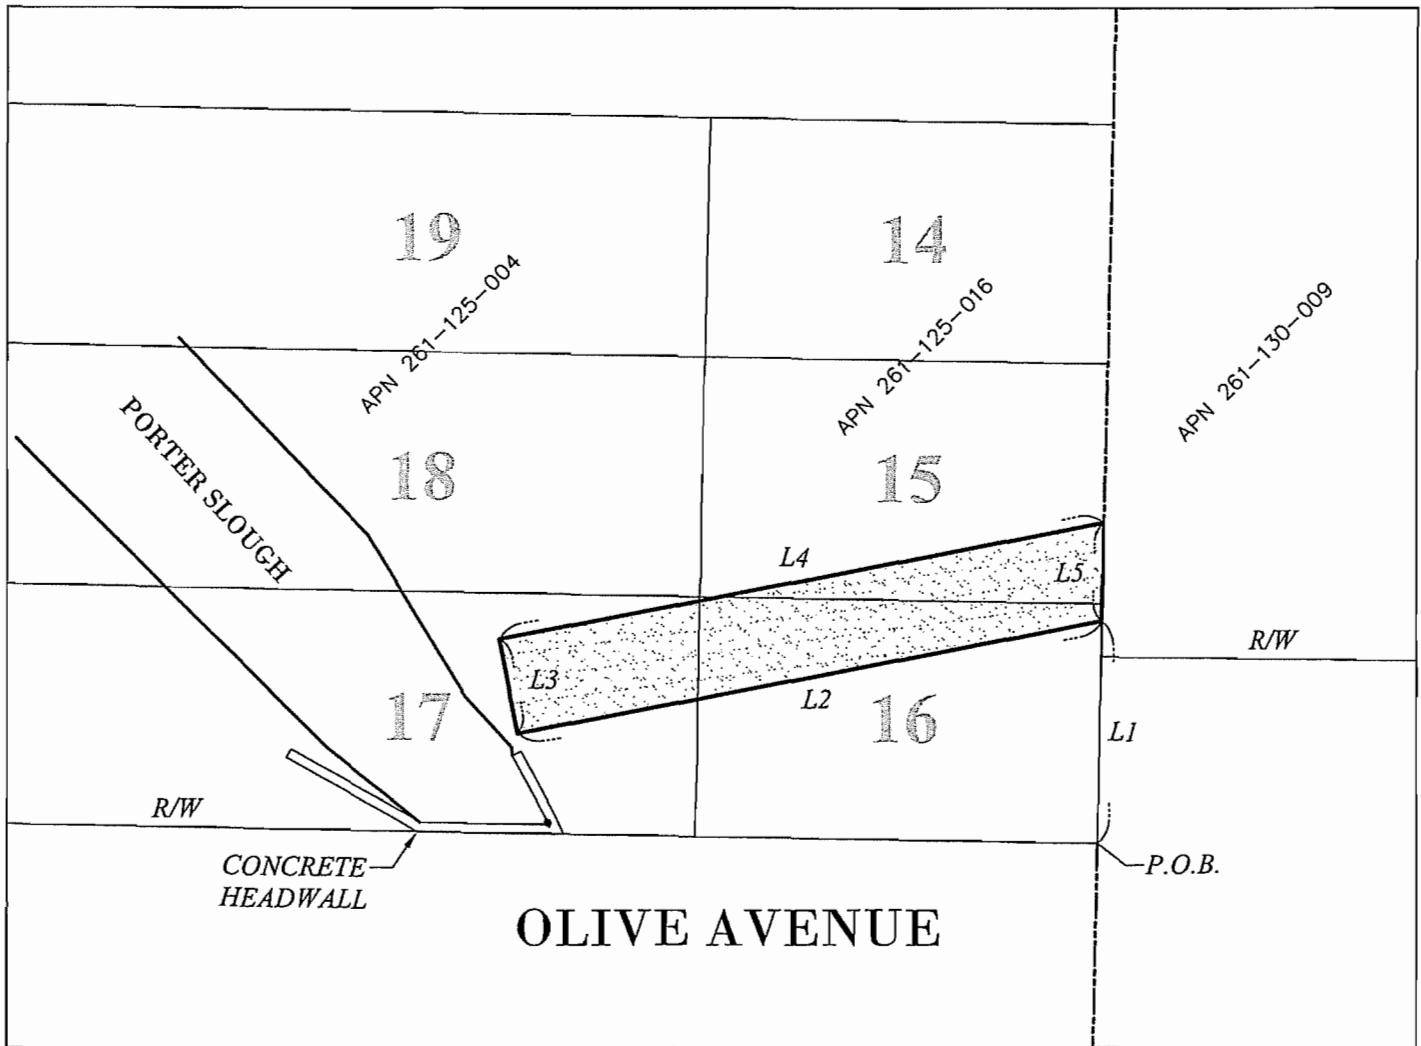 19
14
APN 261-125-004
APN 261-125-016
APN 261-130-009
PORTER SLOUGH
18
15
L4
L5
R/W
L3
L2
17
16
L1
R/W
CONCRETE
HEADWALL
P.O.B.
OLIVE AVENUE